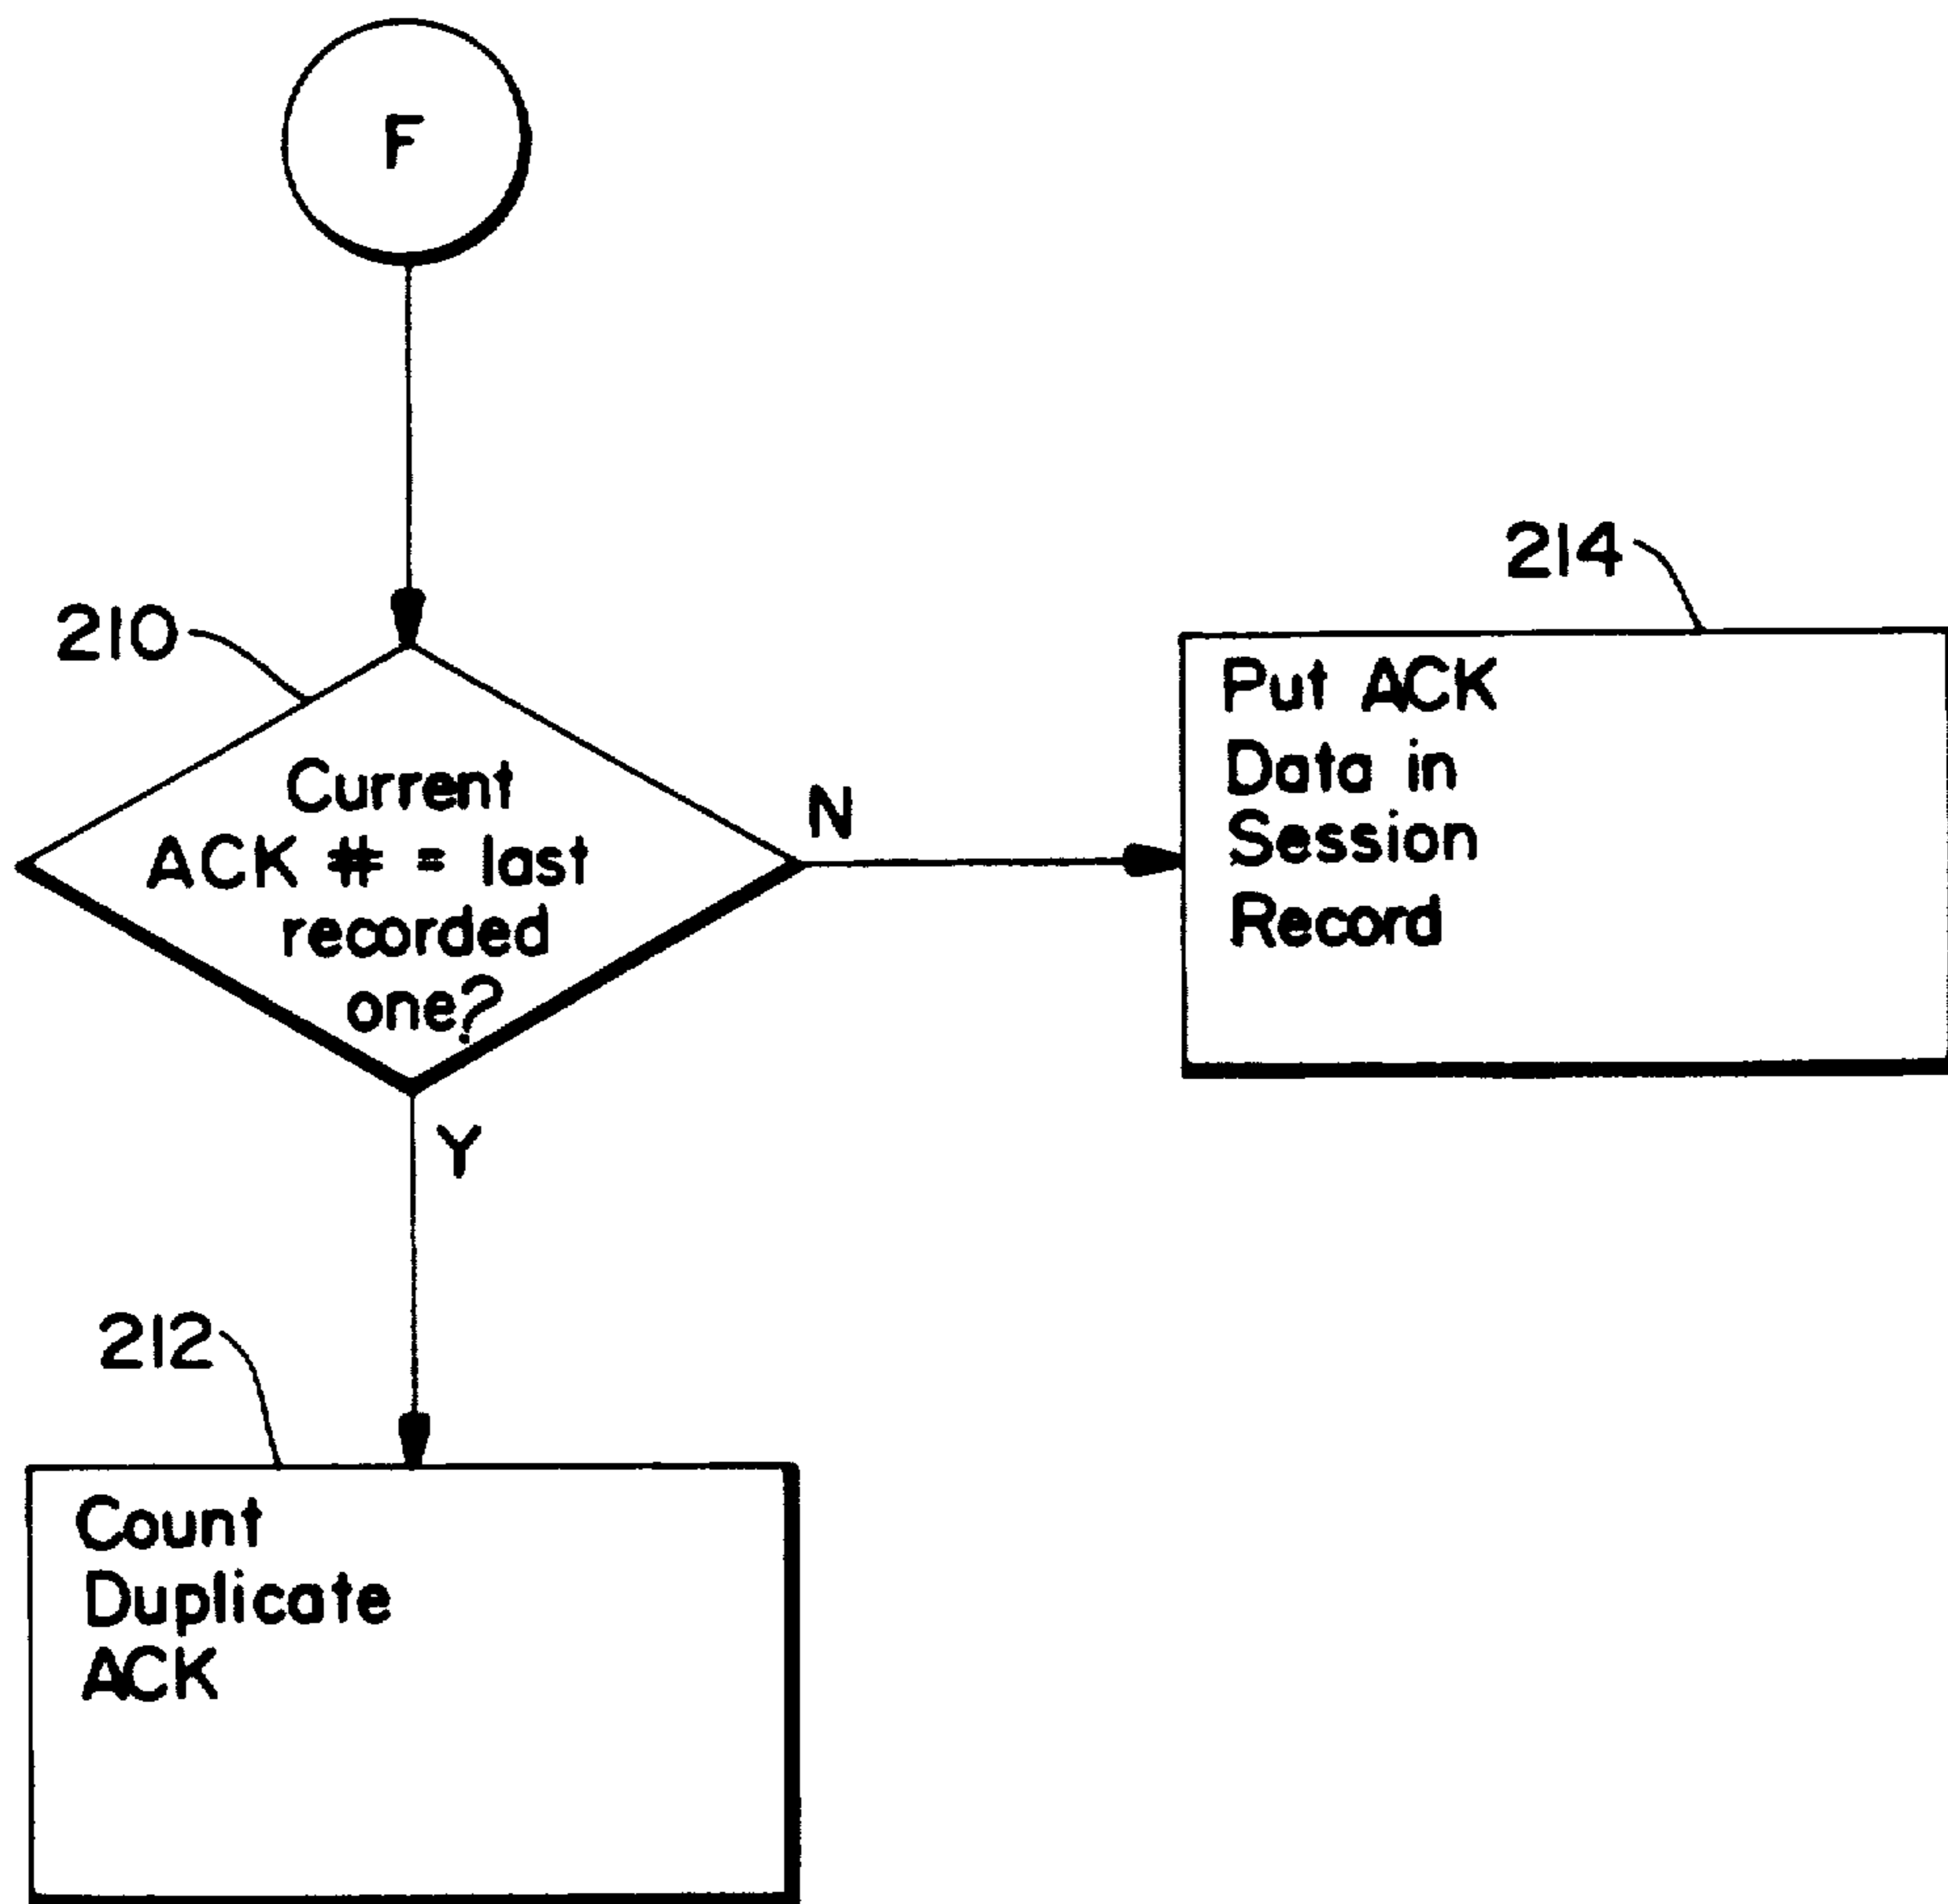 F
210
Current
ACK # = last
recorded
one?
N
214
Put ACK
Data in
Session
Record
Y
212
Count
Duplicate
ACK